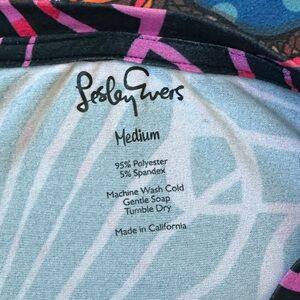 Lesley Evers
Medium
95% Polyester
5% Spandex
Machine Wash Cold
Gentle Soap
Tumble Dry
Made in California